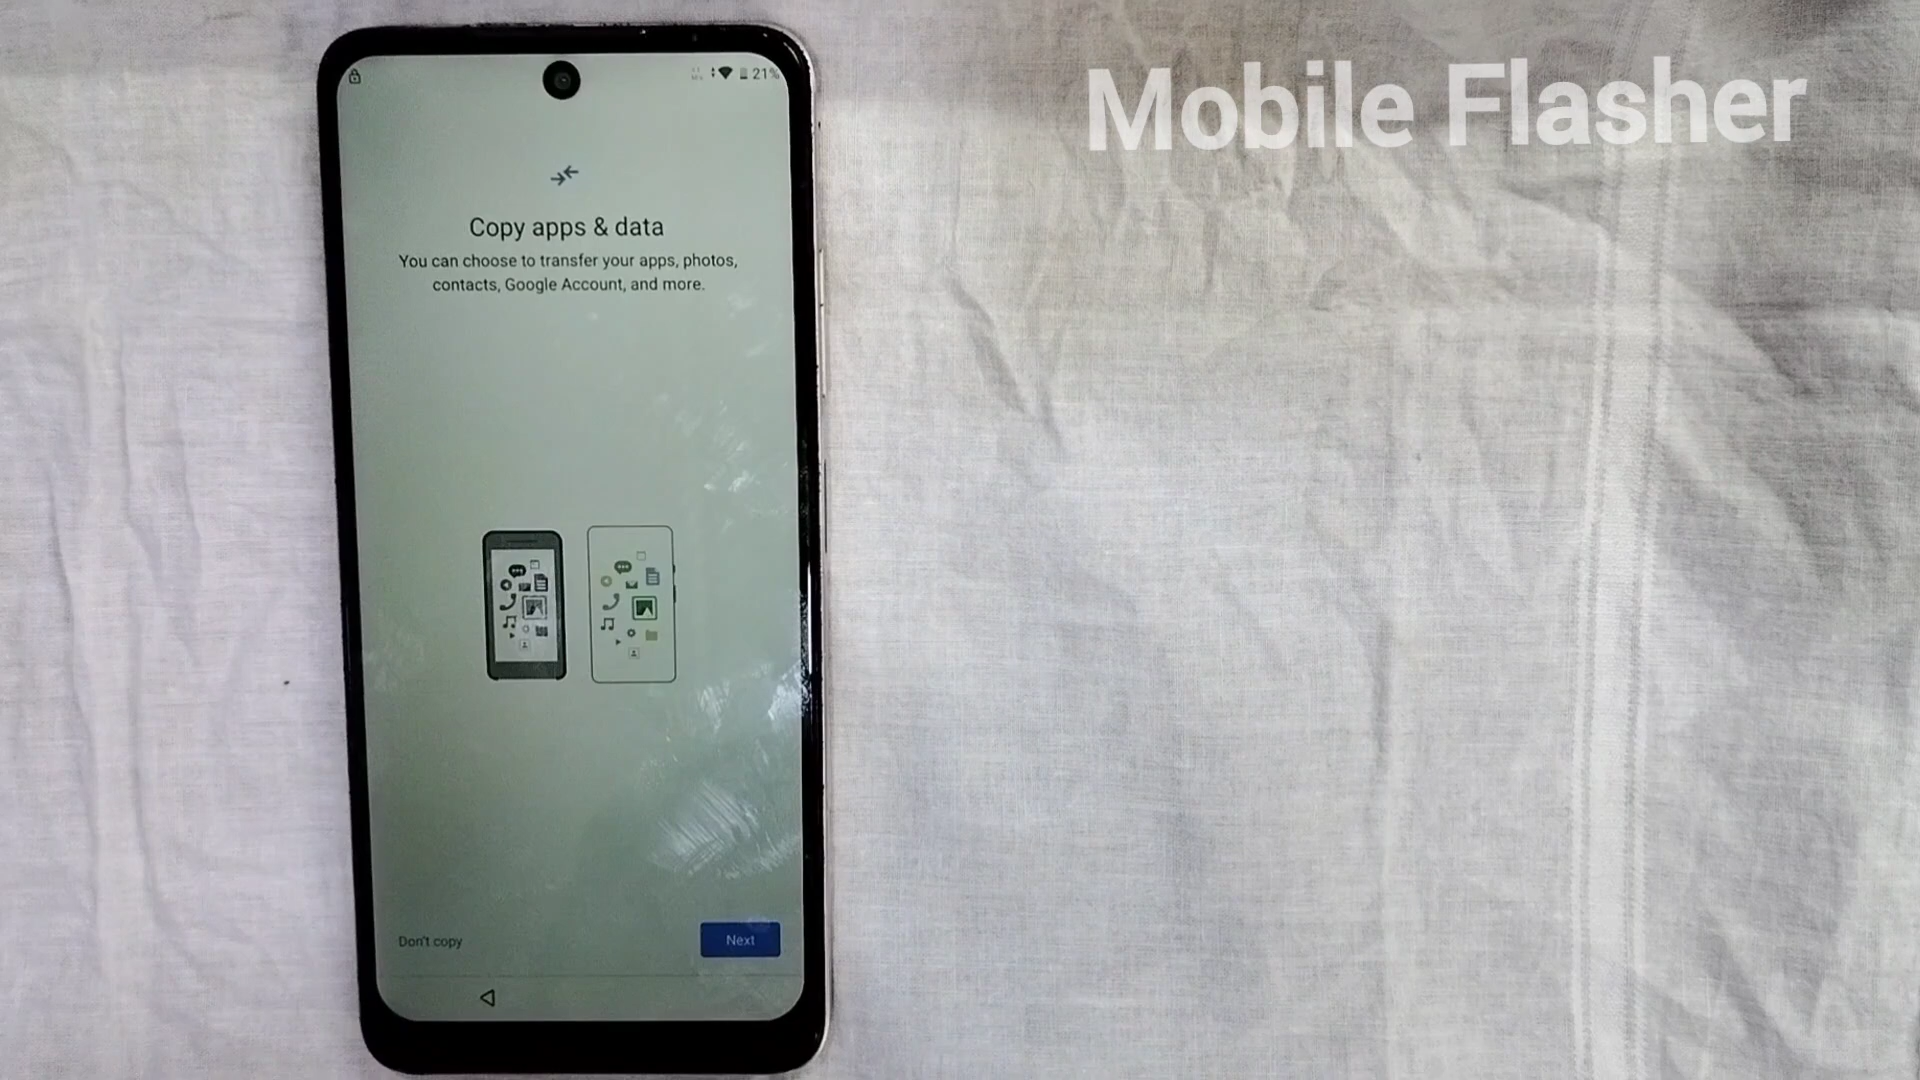 Mobile Flasher
21%
Copy apps & data
You can choose to transfer your apps, photos,
contacts, Google Account, and more.
Don't copy
Next